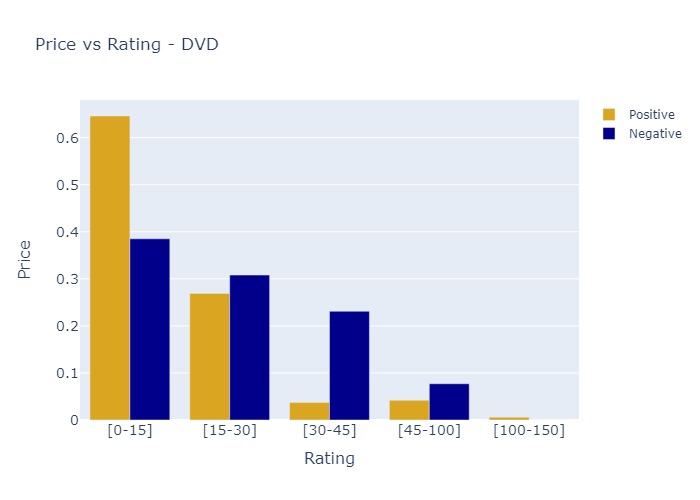 Price vs Rating - DVD
Positive
Negative
Price
0.6
0.5
0.4
0.3
0.2
0.1
0
[0-15]
[15-30]
[30-45]
[45-100]
[100-150]
Rating